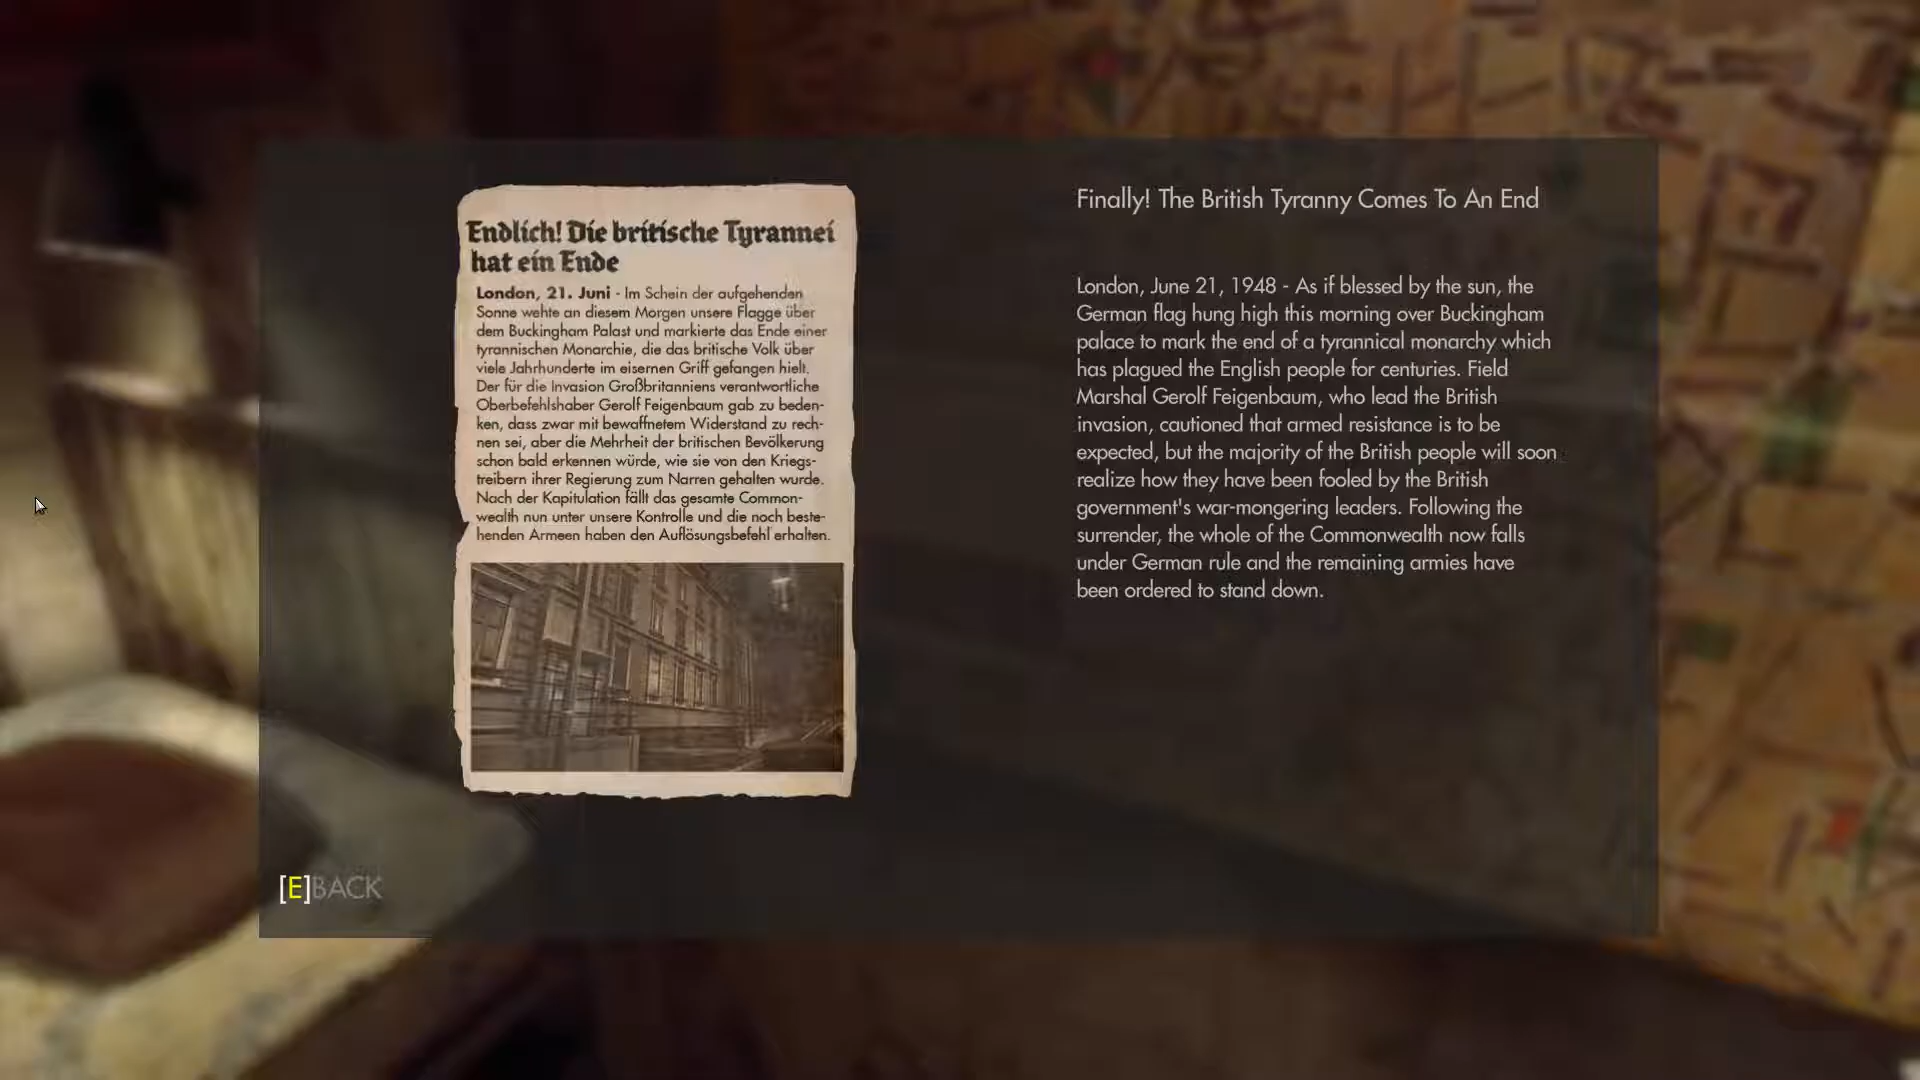 Endlich! Die britische Tyrannei
hat ein Ende
London, 21. Juni - Im Schein der aufgehenden
Sonne wehte an diesem Morgen unsere Flagge über
dem Buckingham Palast und markierte das Ende einer
tyrannischen Monarchie, die das britische Volk über
viele Jahrhunderte im eisernen Griff gefangen hielt.
Der für die Invasion Großbritanniens verantwortliche
Oberbefehlshaber Gerolf Feigenbaum gab zu beden-
ken, dass zwar mit bewaffnetem Widerstand zu rech-
nen sei, aber die Mehrheit der britischen Bevölkerung
schon bald erkennen würde, wie sie von den Kriegs-
treibern ihrer Regierung zum Narren gehalten wurde.
Nach der Kapitulation fällt das gesamte Common-
wealth nun unter unsere Kontrolle und die noch beste-
henden Armeen haben den Auflösungsbefehl erhalten.
Finally! The British Tyranny Comes To An End
London, June 21, 1948 - As if blessed by the sun, the
German flag hung high this morning over Buckingham
palace to mark the end of a tyrannical monarchy which
has plagued the English people for centuries. Field
Marshal Gerolf Feigenbaum, who lead the British
invasion, cautioned that armed resistance is to be
expected, but the majority of the British people will soon
realize how they have been fooled by the British
government's war-mongering leaders. Following the
surrender, the whole of the Commonwealth now falls
under German rule and the remaining armies have
been ordered to stand down.
[E]BACK